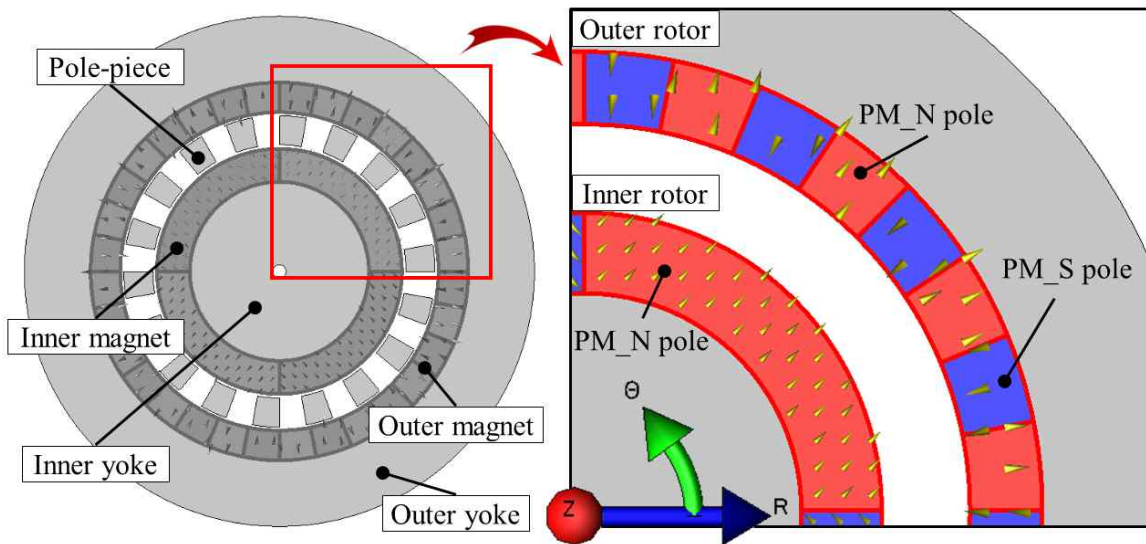 Pole-piece
Inner magnet
Inner yoke
Outer magnet
Outer yoke
Outer rotor
PM_N pole
Inner rotor
PM_S pole
PM_N pole
Θ
Z
R